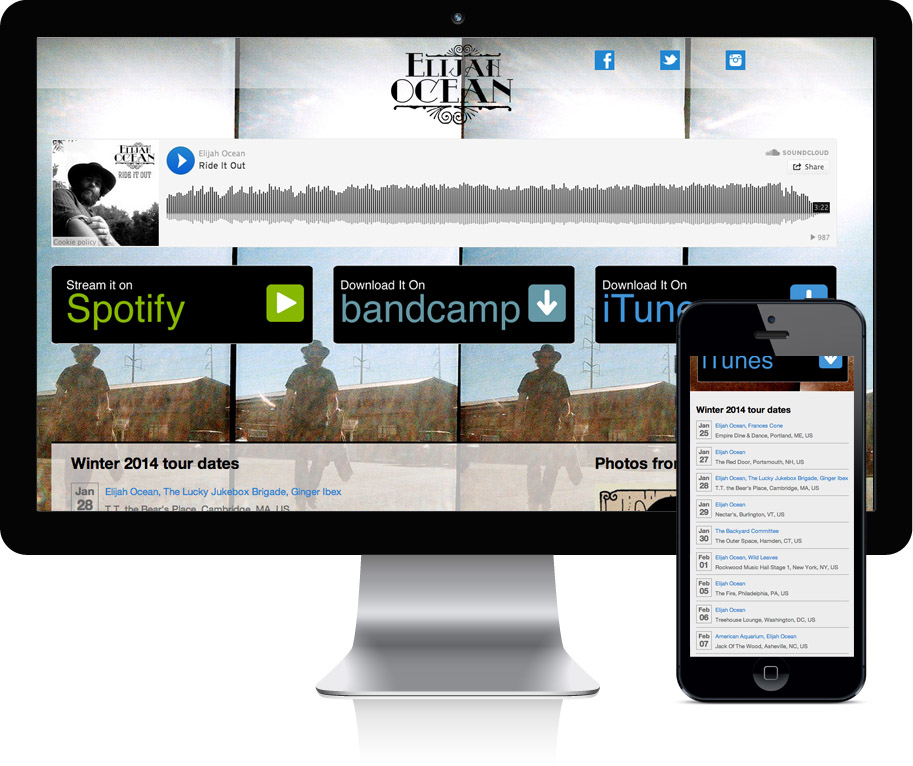 ELIJAH
OCEAN
ELIJAH
OCEAN
RIDE IT OUT
Cookie policy
Elijah Ocean
Ride It Out
SOUNDCLOUD
Share
3:22
987
Stream it on
Spotify
Download It On
bandcamp
Download It On
iTune
Winter 2014 tour dates
Jan
28
Elijah Ocean, The Lucky Jukebox Brigade, Ginger Ibex
T.T. the Bear's Place, Cambridge, MA, US
Photos from
iTunes
Winter 2014 tour dates
Jan
25
Elijah Ocean, Frances Cone
Empire Dine & Dance, Portland, ME, US
Jan
27
Elijah Ocean
The Red Door, Portsmouth, NH, US
Jan
28
Elijah Ocean, The Lucky Jukebox Brigade, Ginger Ibex
T.T. the Bear's Place, Cambridge, MA, US
Jan
29
Elijah Ocean
Nectar's, Burlington, VT, US
Jan
30
The Backyard Committee
The Outer Space, Hamden, CT, US
Feb
01
Elijah Ocean, Wild Leaves
Rockwood Music Hall Stage 1, New York, NY, US
Feb
05
Elijah Ocean
The Fire, Philadelphia, PA, US
Feb
06
Elijah Ocean
Treehouse Lounge, Washington, DC, US
Feb
07
American Aquarium, Elijah Ocean
Jack Of The Wood, Asheville, NC, US